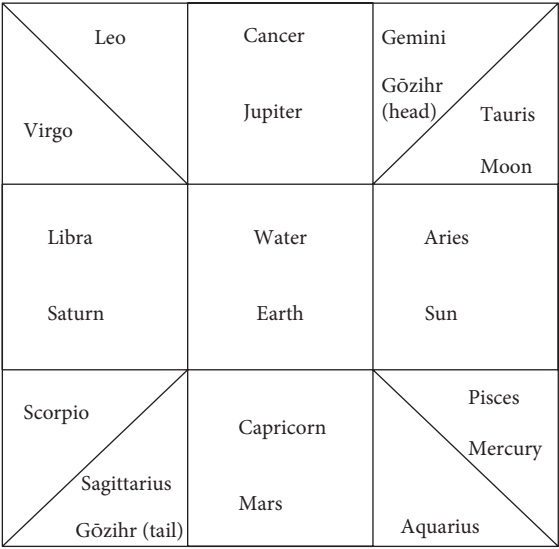 Leo
Virgo
Cancer
Jupiter
Gemini
Gōzihr
(head)
Tauris
Moon
Libra
Saturn
Water
Earth
Aries
Sun
Scorpio
Sagittarius
Gōzihr (tail)
Capricorn
Mars
Pisces
Mercury
Aquarius